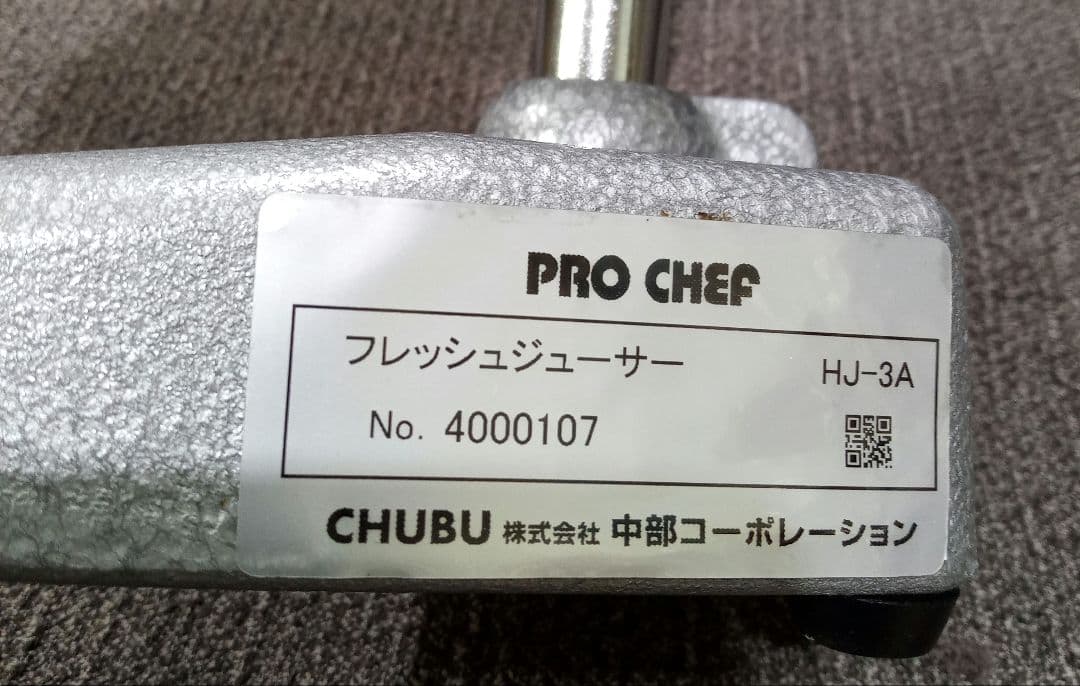 PRO CHEF
フレッシュジューサー HJ-3A
No. 4000107
CHUBU 株式会社 中部コーポレーション